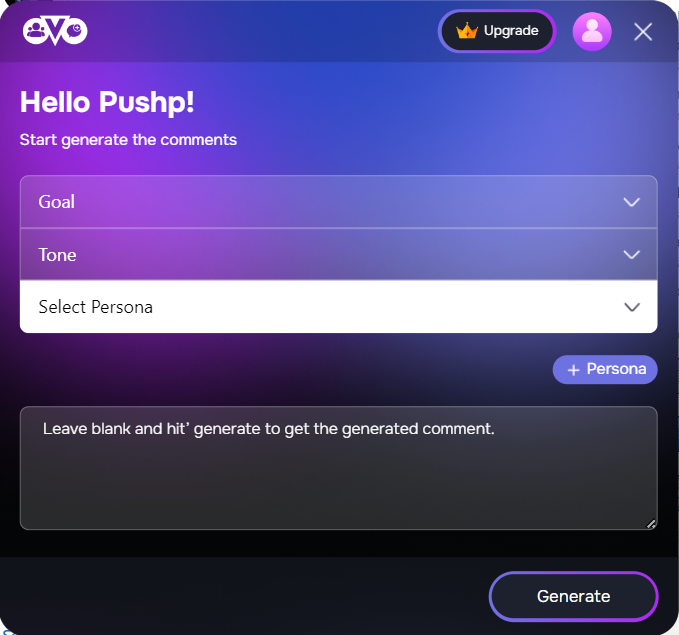 Upgrade
Hello Pushp!
Start generate the comments
Goal
Tone
Select Persona
+ Persona
Leave blank and hit’ generate to get the generated comment.
Generate